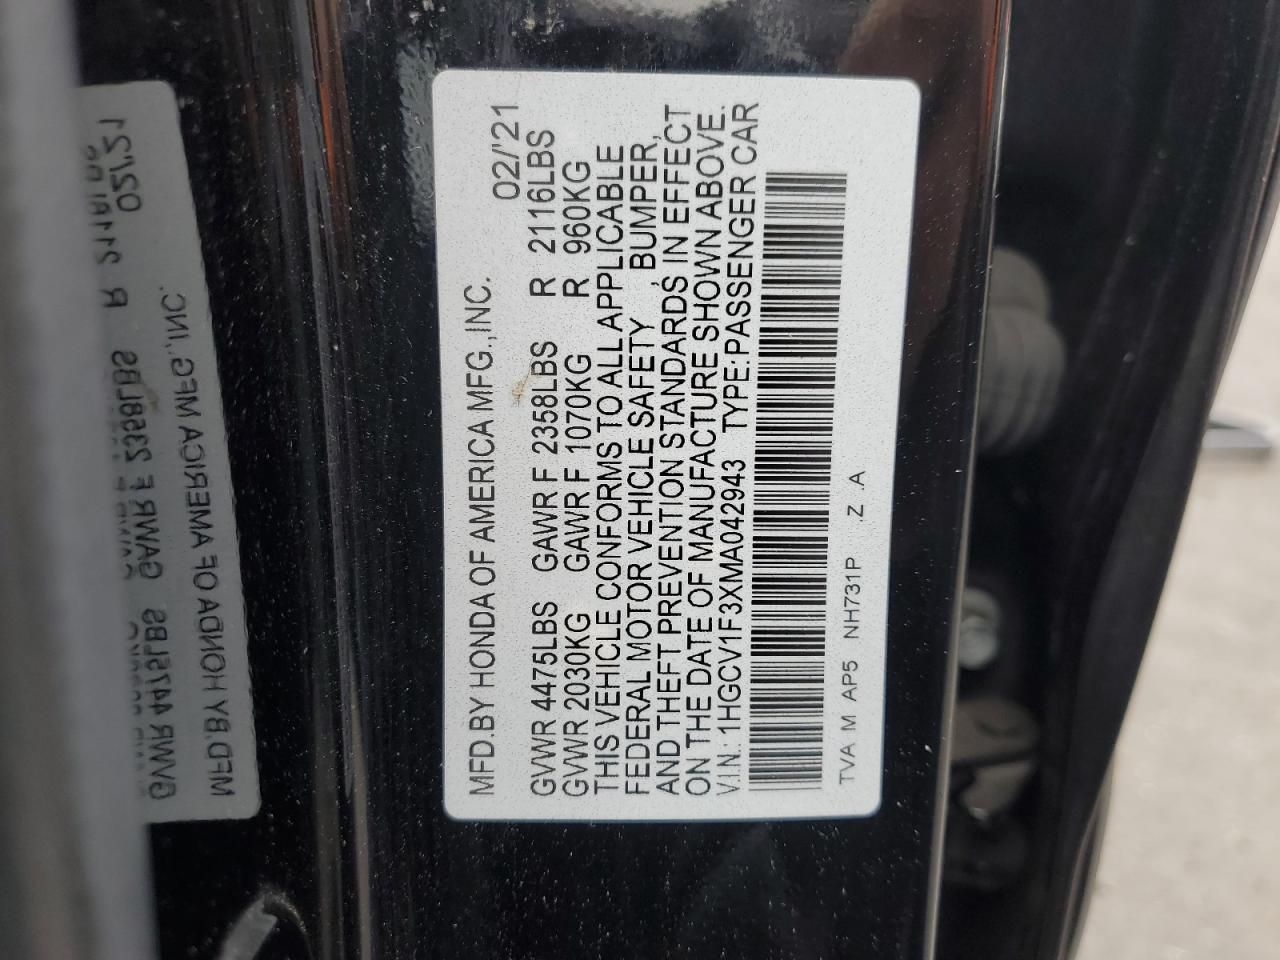 MFD.BY HONDA OF AMERICA MFG.,INC. 02/'21
GVWR 4475LBS GAWR F 2358LBS R 2116LBS
GVWR 2030KG GAWR F 1070KG R 960KG
THIS VEHICLE CONFORMS TO ALL APPLICABLE
FEDERAL MOTOR VEHICLE SAFETY BUMPER,
AND THEFT PREVENTION STANDARDS, IN EFFECT
ON THE DATE OF MANUFACTURE SHOWN ABOVE.
V.I.N.: 1HGCV1F3XMA042943 TYPE:PASSENGER CAR
TVA M AP5 NH731P .Z .A